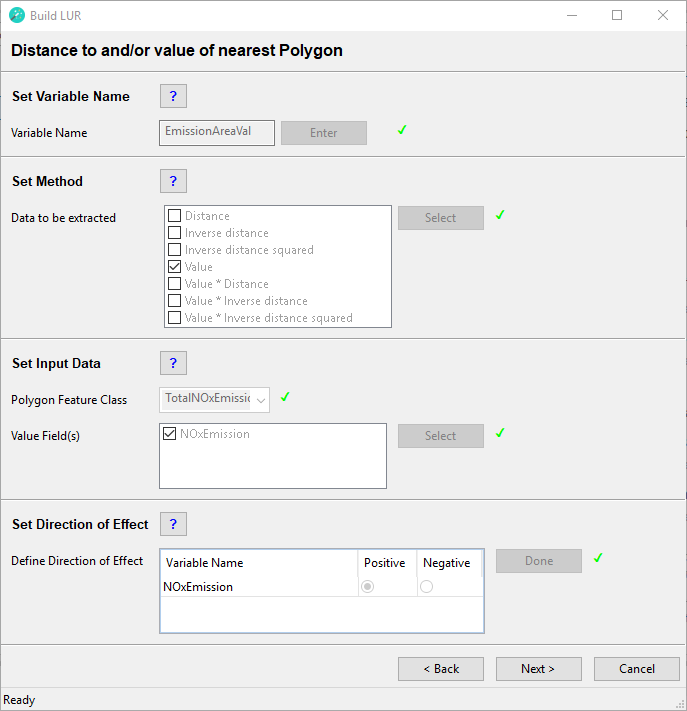 Build LUR
Distance to and/or value of nearest Polygon
Set Variable Name ?
Variable Name EmissionAreaVal Enter
Set Method ?
Data to be extracted Distance Select
Inverse distance
Inverse distance squared
Value
Value * Distance
Value * Inverse distance
Value * Inverse distance squared
Set Input Data ?
Polygon Feature Class TotalNOxEmissic
Value Field(s) NOxEmission Select
Set Direction of Effect ?
Define Direction of Effect Variable Name Positive Negative Done
NOxEmission
< Back Next > Cancel
Ready